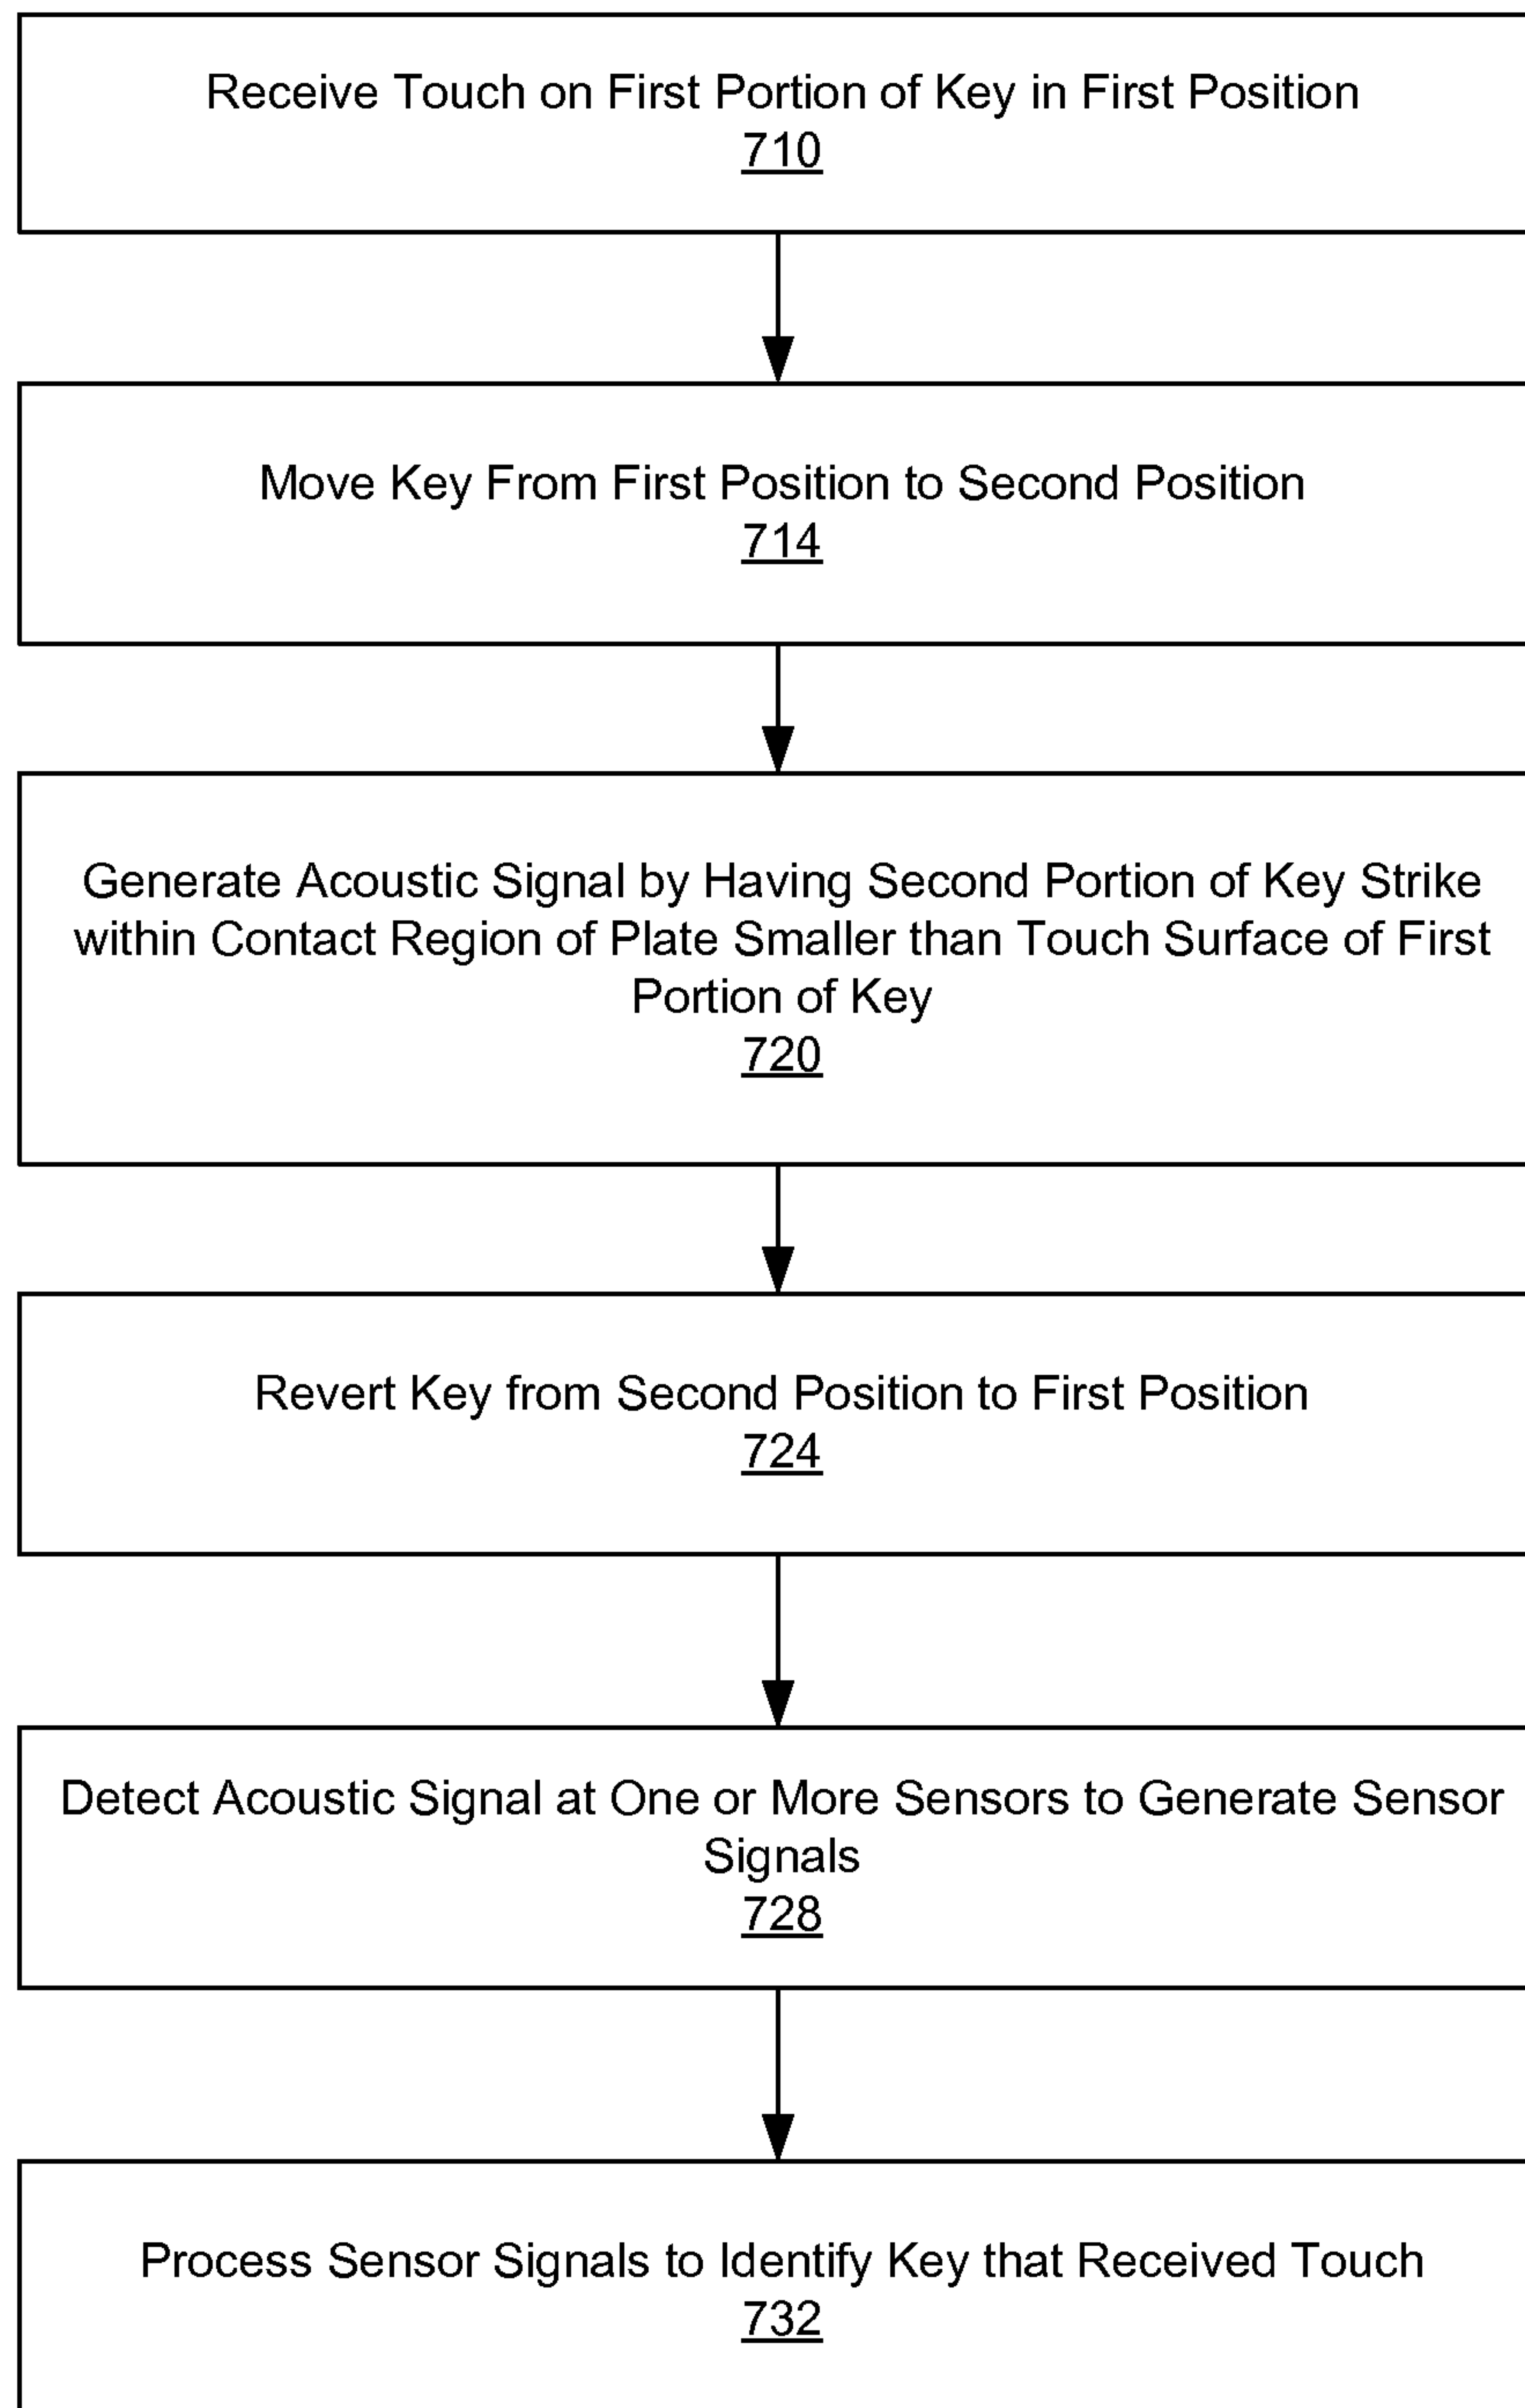 Receive Touch on First Portion of Key in First Position
710
Move Key From First Position to Second Position
714
Generate Acoustic Signal by Having Second Portion of Key Strike
within Contact Region of Plate Smaller than Touch Surface of First
Portion of Key
720
Revert Key from Second Position to First Position
724
Detect Acoustic Signal at One or More Sensors to Generate Sensor
Signals
728
Process Sensor Signals to Identify Key that Received Touch
732